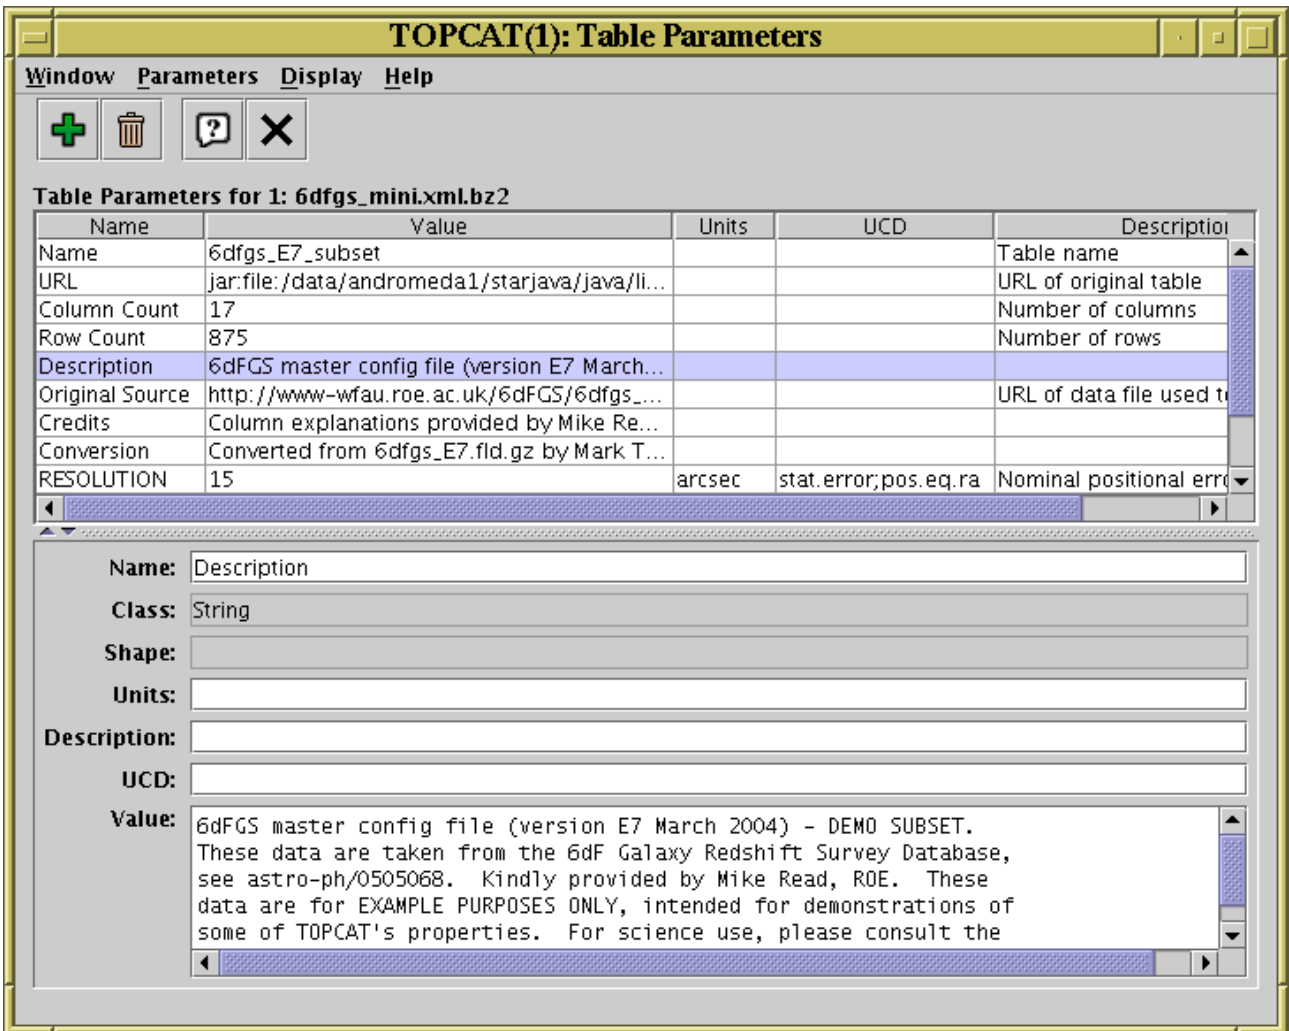 TOPCAT(1): Table Parameters
Window Parameters Display Help
Table Parameters for 1: 6dfgs_mini.xml.bz2
Name Value Units UCD Description
Name 6dfgs_E7_subset Table name
URL jar:file:/data/andromeda1/starjava/java/li... URL of original table
Column Count 17 Number of columns
Row Count 875 Number of rows
Description 6dFGS master config file (version E7 March...
Original Source http://www-wfau.roe.ac.uk/6dFGS/6dfgs_... URL of data file used t
Credits Column explanations provided by Mike Re...
Conversion Converted from 6dfgs_E7.fld.gz by Mark T...
RESOLUTION 15 arcsec stat.error;pos.eq.ra Nominal positional erro
Name: Description
Class: String
Shape:
Units:
Description:
UCD:
Value: 6dFGS master config file (version E7 March 2004) - DEMO SUBSET.
These data are taken from the 6dF Galaxy Redshift Survey Database,
see astro-ph/0505068.  Kindly provided by Mike Read, ROE.  These
data are for EXAMPLE PURPOSES ONLY, intended for demonstrations of
some of TOPCAT's properties.  For science use, please consult the